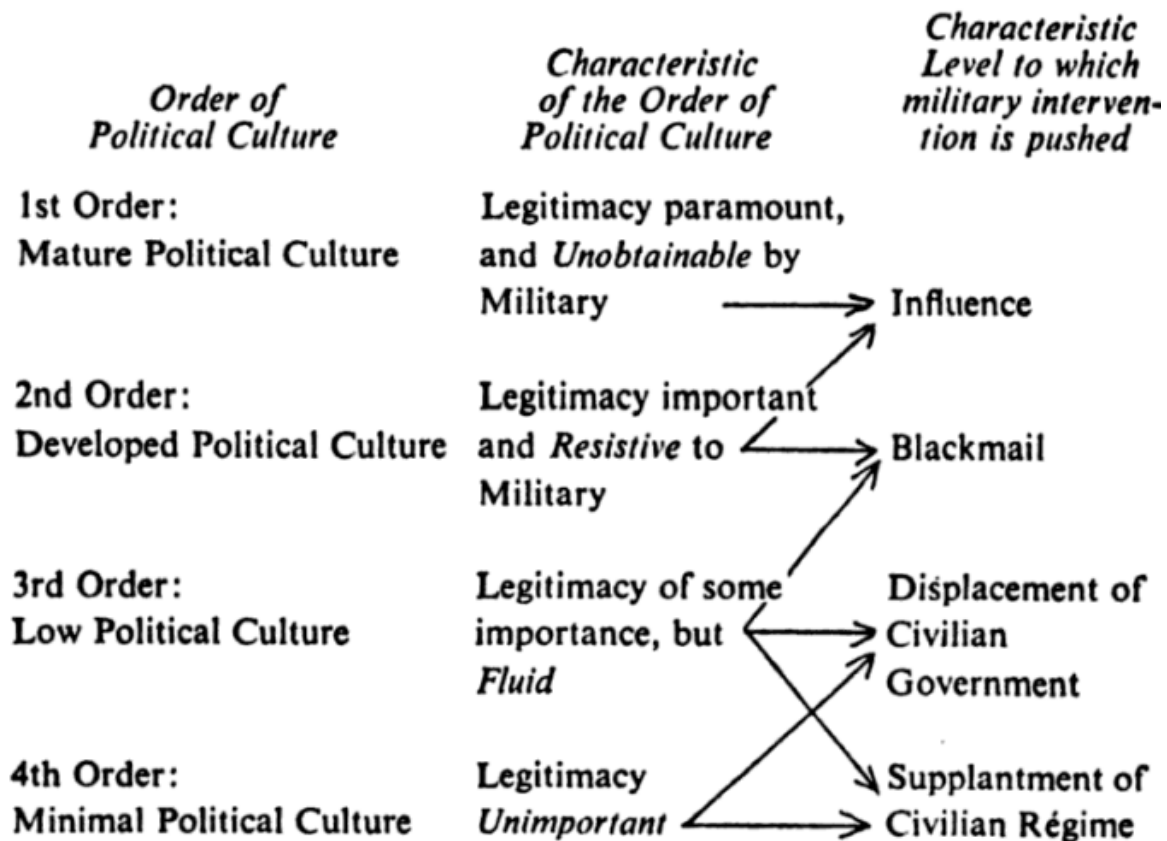 Order of
Political Culture
Characteristic
of the Order of
Political Culture
Characteristic
Level to which
military interven-
tion is pushed
1st Order:
Mature Political Culture
Legitimacy paramount,
and Unobtainable by
Military
Influence
2nd Order:
Developed Political Culture
Legitimacy important
and Resistive to
Military
Blackmail
3rd Order:
Low Political Culture
Legitimacy of some
importance, but
Fluid
Displacement of
Civilian
Government
4th Order:
Minimal Political Culture
Legitimacy
Unimportant
Supplantment of
Civilian Régime